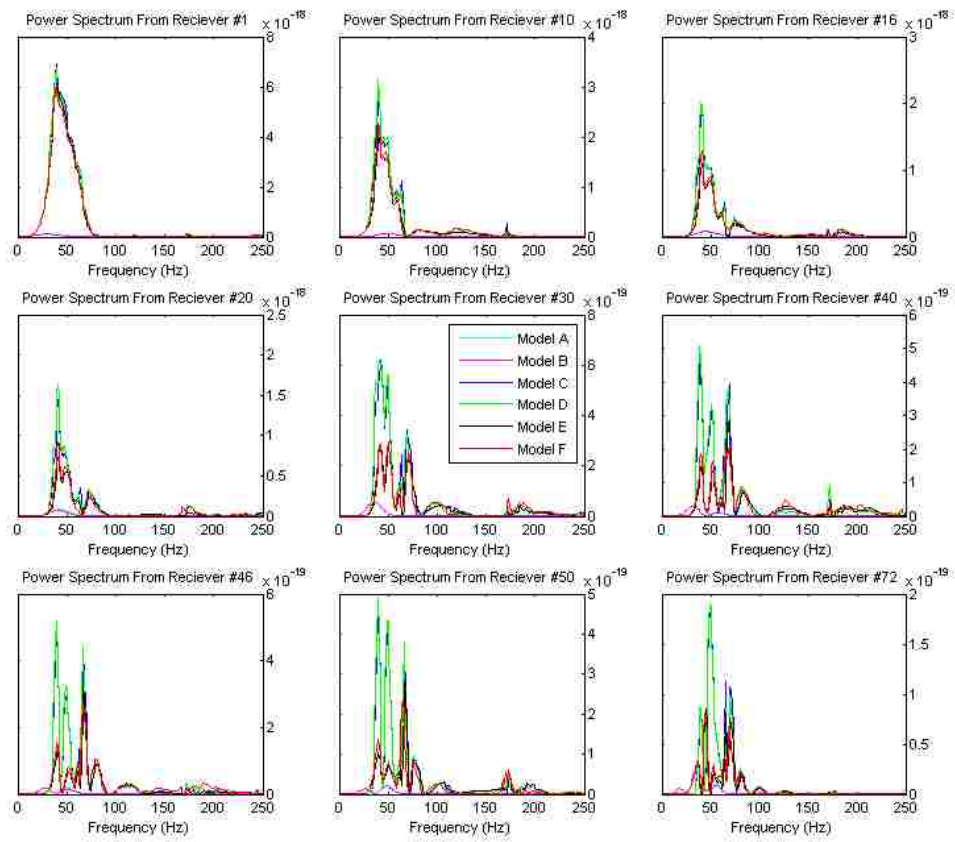 Power Spectrum From Reciever #1
x 10^-18
8
6
4
2
0
0 50 100 150 200 250
Frequency (Hz)
Power Spectrum From Reciever #10
x 10^-18
4
3
2
1
0
0 50 100 150 200 250
Frequency (Hz)
Power Spectrum From Reciever #16
x 10^-18
3
2
1
0
0 50 100 150 200 250
Frequency (Hz)
Power Spectrum From Reciever #20
x 10^-18
2.5
2
1.5
1
0.5
0
0 50 100 150 200 250
Frequency (Hz)
Power Spectrum From Reciever #30
x 10^-19
8
6
4
2
0
Model A
Model B
Model C
Model D
Model E
Model F
0 50 100 150 200 250
Frequency (Hz)
Power Spectrum From Reciever #40
x 10^-19
6
5
4
3
2
1
0
0 50 100 150 200 250
Frequency (Hz)
Power Spectrum From Reciever #46
x 10^-19
6
4
2
0
0 50 100 150 200 250
Frequency (Hz)
Power Spectrum From Reciever #50
x 10^-19
5
4
3
2
1
0
0 50 100 150 200 250
Frequency (Hz)
Power Spectrum From Reciever #72
x 10^-19
2
1.5
1
0.5
0
0 50 100 150 200 250
Frequency (Hz)